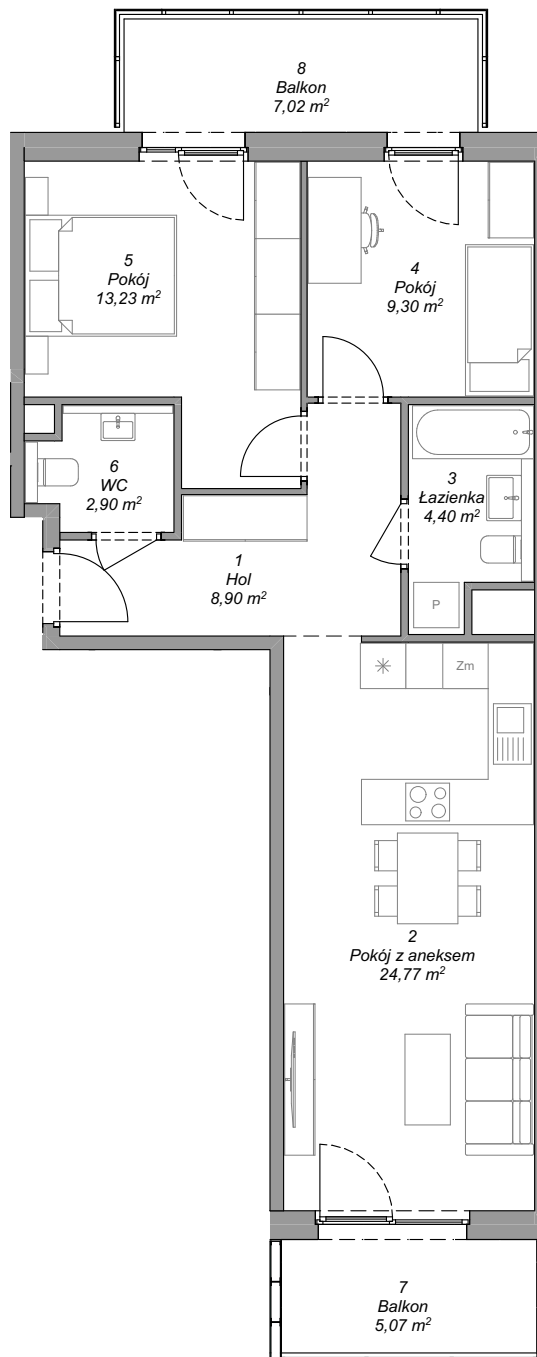 8
Balkon
7,02 m²
5
Pokój
13,23 m²
4
Pokój
9,30 m²
6
WC
2,90 m²
3
Łazienka
4,40 m²
1
Hol
8,90 m²
P
Zm
2
Pokój z aneksem
24,77 m²
7
Balkon
5,07 m²